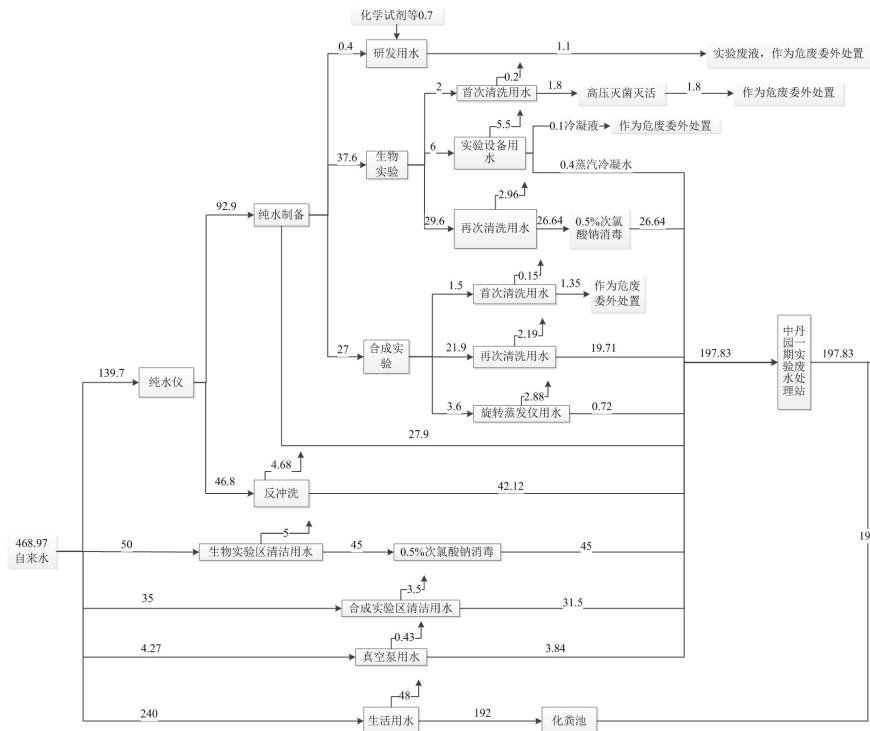 化学试剂等0.7
0.4
研发用水
1.1
实验废液，作为危废委外处置
0.2
2
首次清洗用水
1.8
高压灭菌灭活
1.8
作为危废委外处置
5.5
0.1冷凝液
作为危废委外处置
37.6
生物
实验
6
实验设备用
水
0.4蒸汽冷凝水
92.9
纯水制备
2.96
29.6
再次清洗用水
26.64
0.5%次氯
酸钠消毒
26.64
0.15
1.5
首次清洗用水
1.35
作为危废
委外处置
2.19
27
合成实
验
21.9
再次清洗用水
19.71
197.83
中丹
园一
期实
验废
水处
理站
197.83
139.7
纯水仪
2.88
3.6
旋转蒸发仪用水
0.72
27.9
4.68
46.8
反冲洗
42.12
468.97
自来水
5
50
生物实验区清洁用水
45
0.5%次氯酸钠消毒
45
19
3.5
35
合成实验区清洁用水
31.5
0.43
4.27
真空泵用水
3.84
48
240
生活用水
192
化粪池